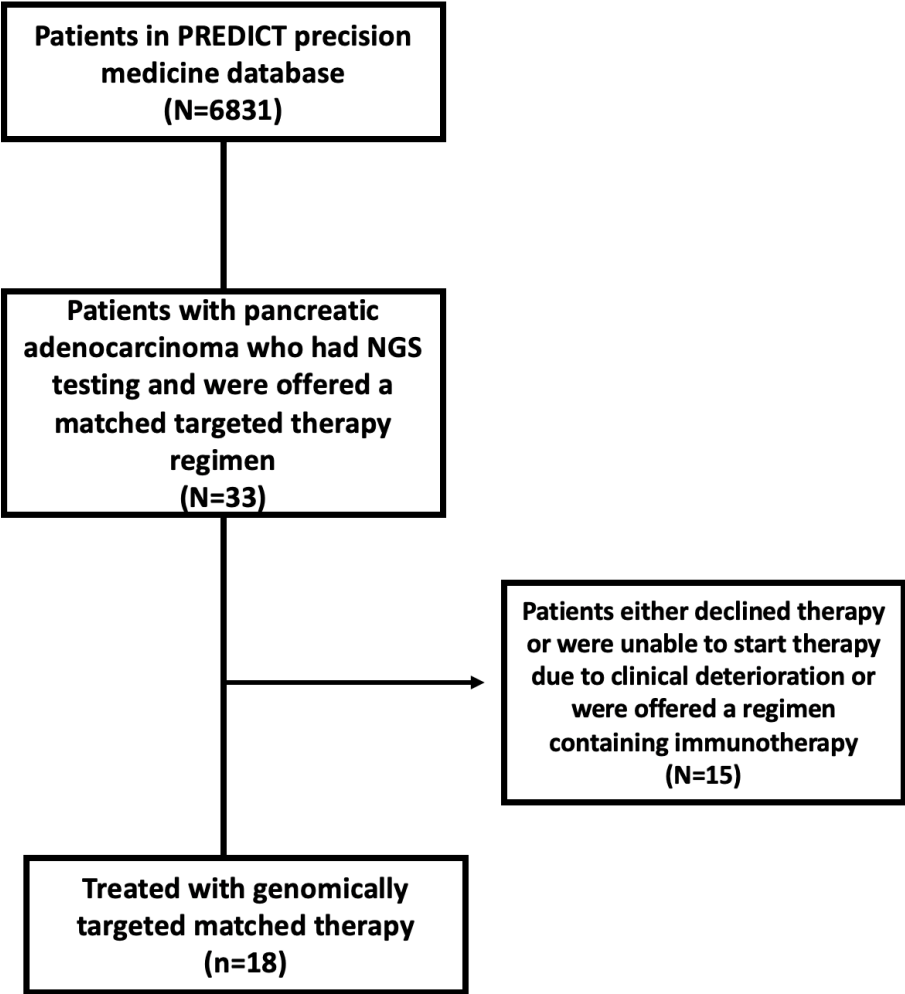 Patients in PREDICT precision
medicine database
(N=6831)
Patients with pancreatic
adenocarcinoma who had NGS
testing and were offered a
matched targeted therapy
regimen
(N=33)
Patients either declined therapy
or were unable to start therapy
due to clinical deterioration or
were offered a regimen
containing immunotherapy
(N=15)
Treated with genomically
targeted matched therapy
(n=18)